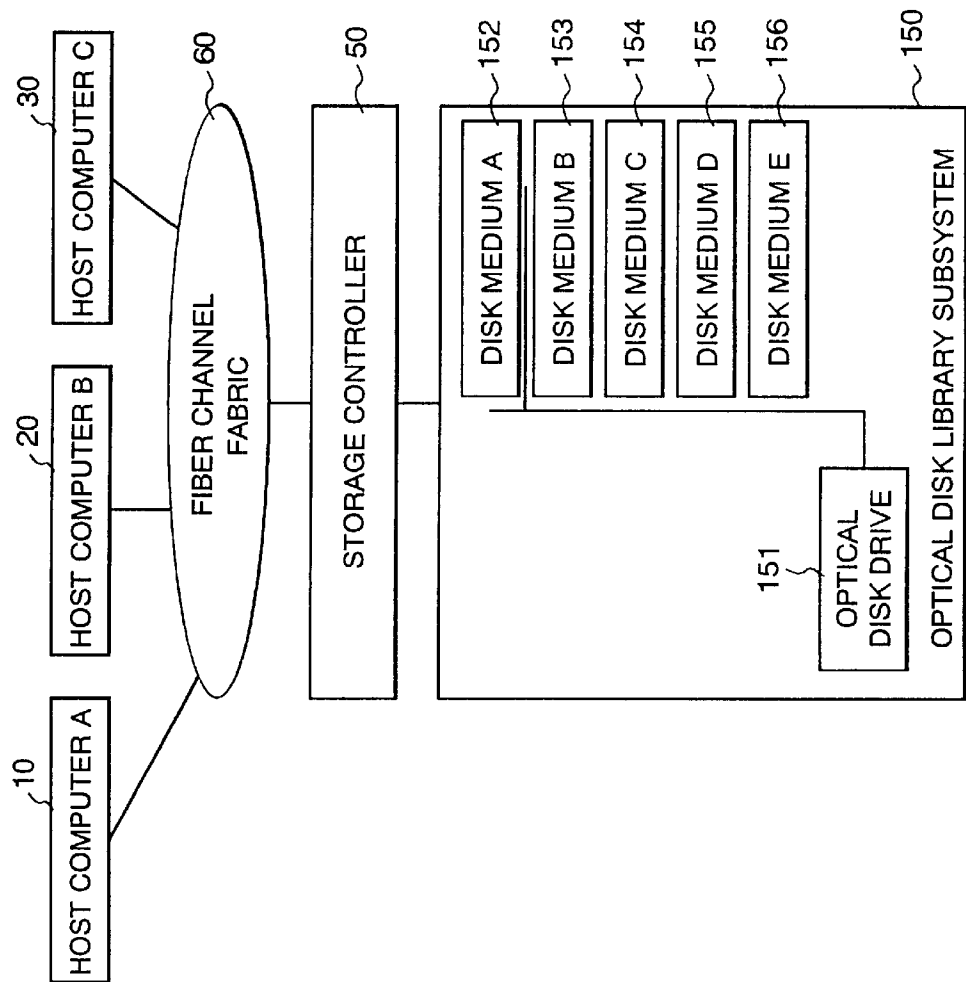 10
HOST COMPUTER A
20
HOST COMPUTER B
30
HOST COMPUTER C
60
FIBER CHANNEL
FABRIC
50
STORAGE CONTROLLER
152
DISK MEDIUM A
153
DISK MEDIUM B
154
DISK MEDIUM C
155
DISK MEDIUM D
156
DISK MEDIUM E
151
OPTICAL
DISK DRIVE
150
OPTICAL DISK LIBRARY SUBSYSTEM